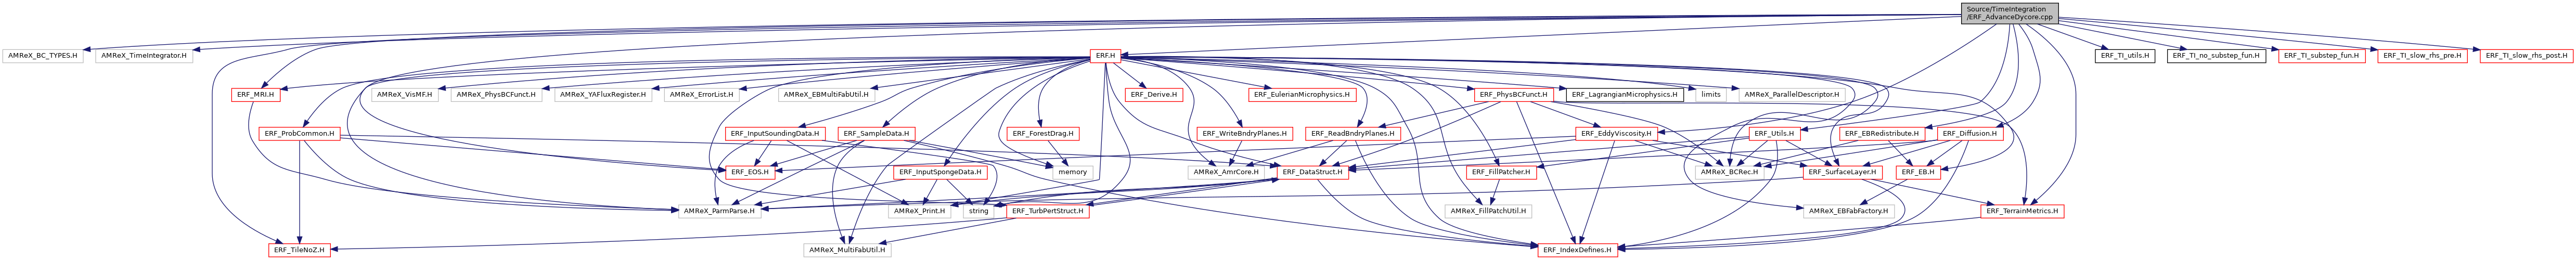 Source/TimeIntegration
/ERF_AdvanceDycore.cpp
AMReX_BC_TYPES.H
AMReX_TimeIntegrator.H
ERF.H
ERF_TI_utils.H
ERF_TI_no_substep_fun.H
ERF_TI_substep_fun.H
ERF_TI_slow_rhs_pre.H
ERF_TI_slow_rhs_post.H
ERF_MRI.H
AMReX_VisMF.H
AMReX_PhysBCFunct.H
AMReX_YAFluxRegister.H
AMReX_ErrorList.H
AMReX_EBMultiFabUtil.H
ERF_Derive.H
ERF_EulerianMicrophysics.H
ERF_PhysBCFunct.H
ERF_LagrangianMicrophysics.H
limits
AMReX_ParallelDescriptor.H
ERF_ProbCommon.H
ERF_InputSoundingData.H
ERF_SampleData.H
ERF_ForestDrag.H
ERF_WriteBndryPlanes.H
ERF_ReadBndryPlanes.H
ERF_EddyViscosity.H
ERF_Utils.H
ERF_EBRedistribute.H
ERF_Diffusion.H
ERF_EOS.H
ERF_InputSpongeData.H
memory
AMReX_AmrCore.H
ERF_DataStruct.H
ERF_FillPatcher.H
AMReX_BCRec.H
ERF_SurfaceLayer.H
ERF_EB.H
AMReX_ParmParse.H
AMReX_Print.H
string
ERF_TurbPertStruct.H
AMReX_FillPatchUtil.H
AMReX_EBFabFactory.H
ERF_TerrainMetrics.H
ERF_TileNoZ.H
AMReX_MultiFabUtil.H
ERF_IndexDefines.H